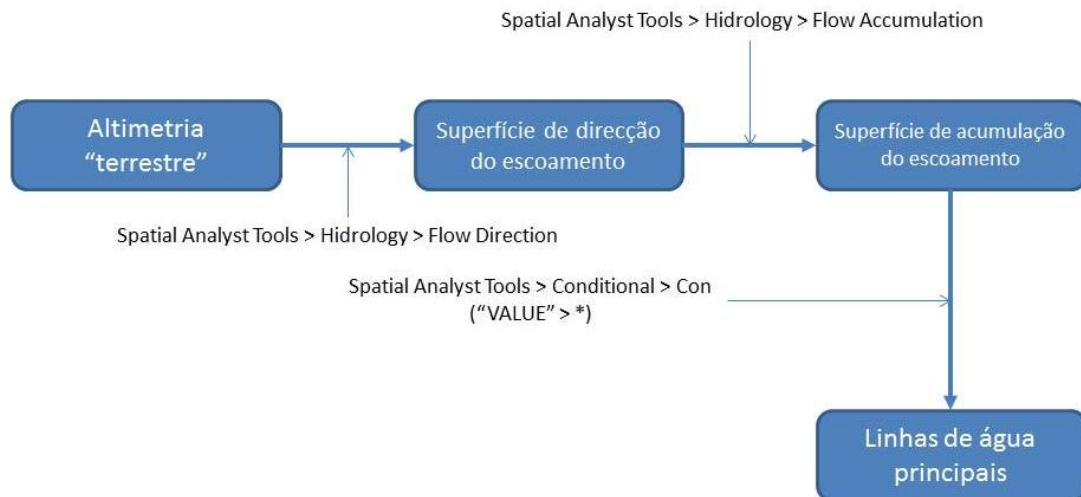 Spatial Analyst Tools > Hidrology > Flow Accumulation
Altimetria
“terrestre”
Superfície de direcção
do escoamento
Superfície de acumulação
do escoamento
Spatial Analyst Tools > Hidrology > Flow Direction
Spatial Analyst Tools > Conditional > Con
(“VALUE” > *)
Linhas de água
principais